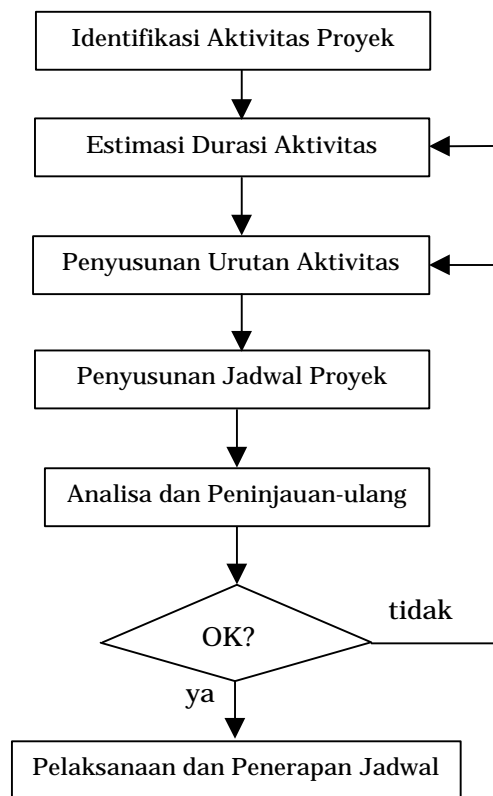 Identifikasi Aktivitas Proyek
Estimasi Durasi Aktivitas
Penyusunan Urutan Aktivitas
Penyusunan Jadwal Proyek
Analisa dan Peninjauan-ulang
OK?
tidak
ya
Pelaksanaan dan Penerapan Jadwal